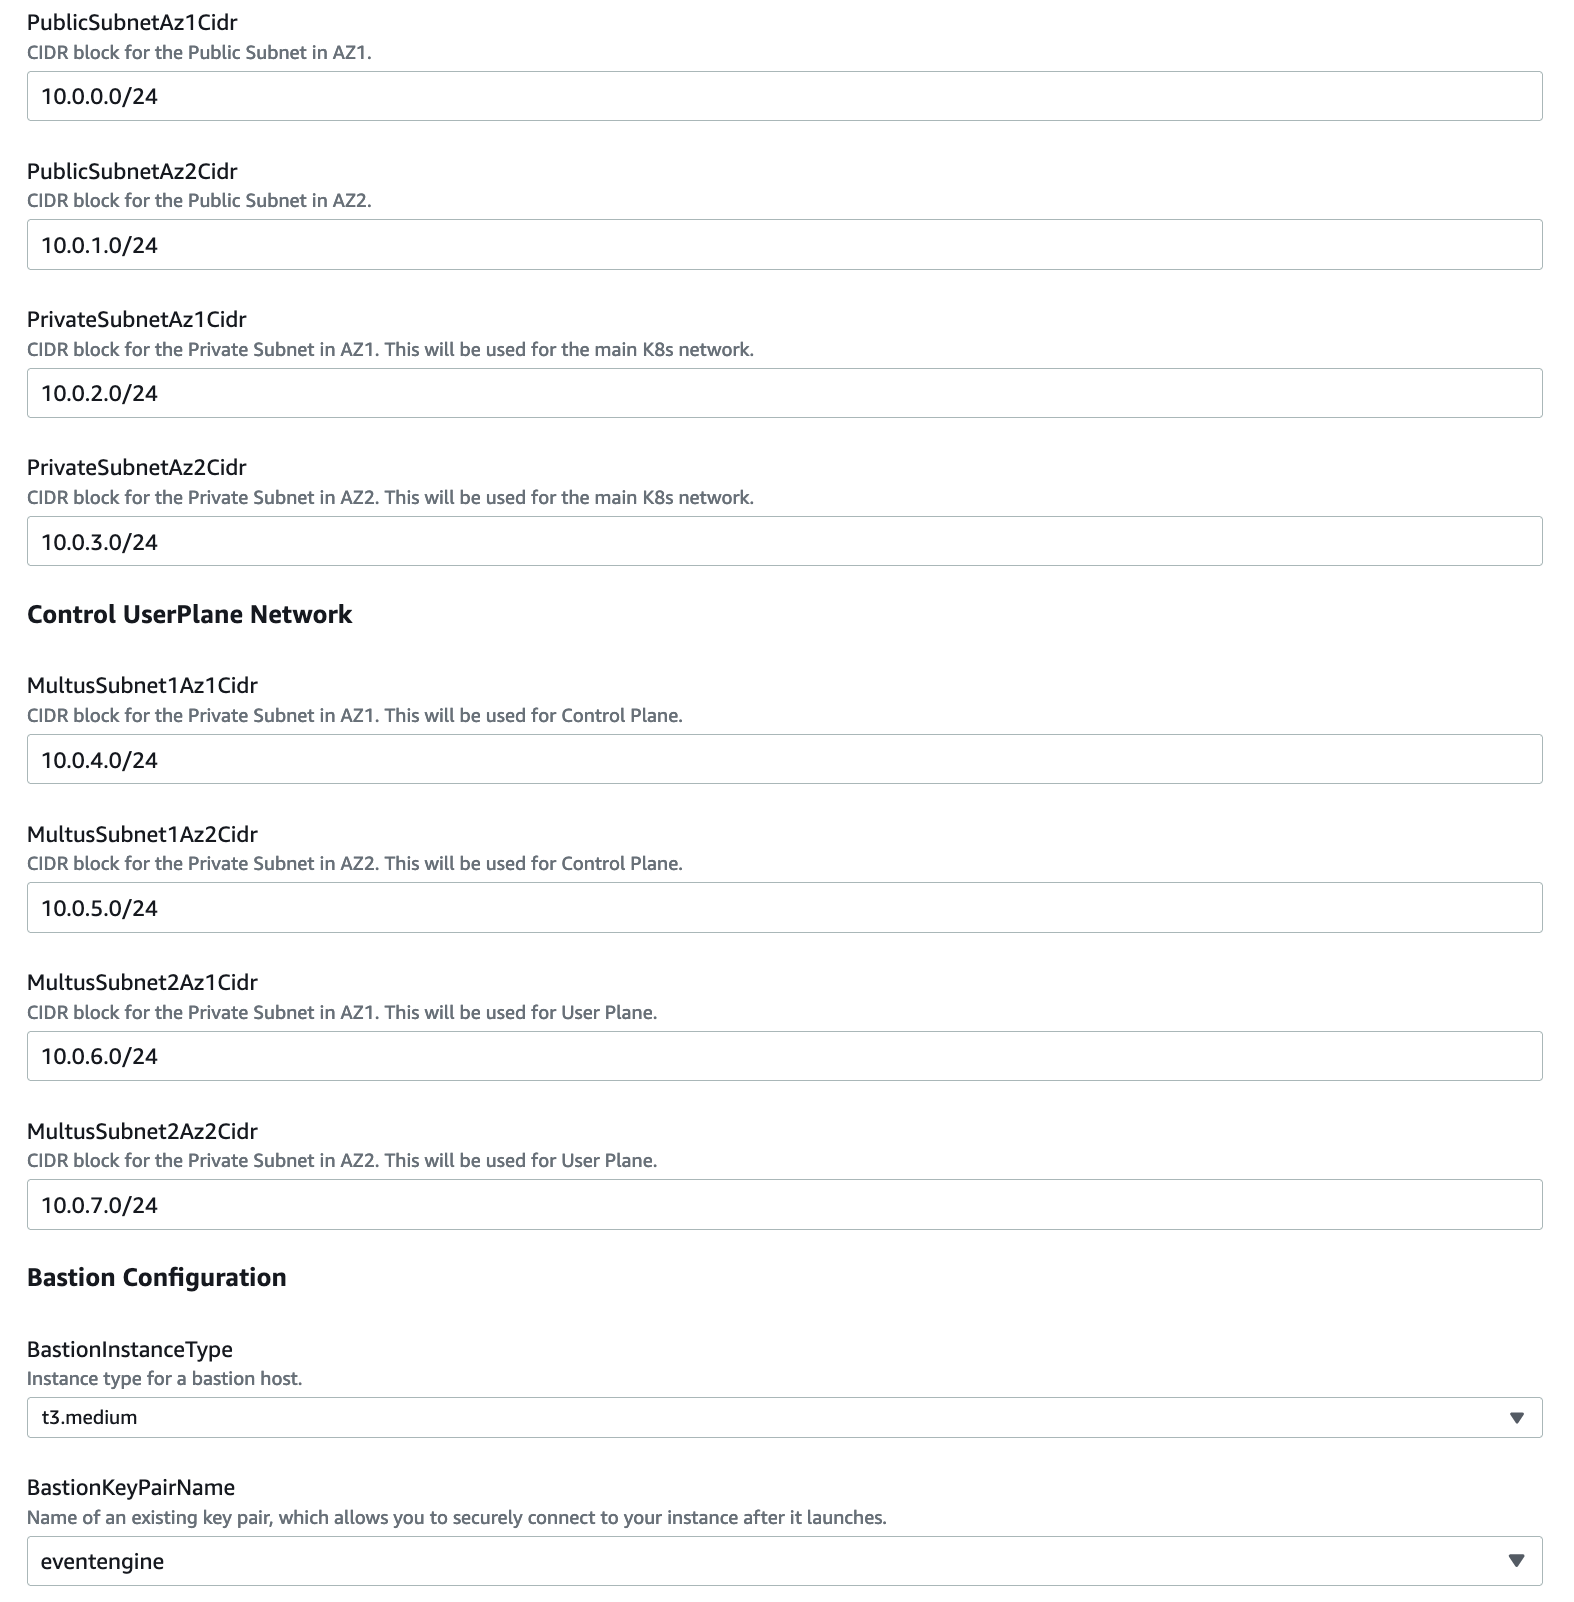 PublicSubnetAz1Cidr
CIDR block for the Public Subnet in AZ1.
10.0.0.0/24
PublicSubnetAz2Cidr
CIDR block for the Public Subnet in AZ2.
10.0.1.0/24
PrivateSubnetAz1Cidr
CIDR block for the Private Subnet in AZ1. This will be used for the main K8s network.
10.0.2.0/24
PrivateSubnetAz2Cidr
CIDR block for the Private Subnet in AZ2. This will be used for the main K8s network.
10.0.3.0/24
Control UserPlane Network
MultusSubnet1Az1Cidr
CIDR block for the Private Subnet in AZ1. This will be used for Control Plane.
10.0.4.0/24
MultusSubnet1Az2Cidr
CIDR block for the Private Subnet in AZ2. This will be used for Control Plane.
10.0.5.0/24
MultusSubnet2Az1Cidr
CIDR block for the Private Subnet in AZ1. This will be used for User Plane.
10.0.6.0/24
MultusSubnet2Az2Cidr
CIDR block for the Private Subnet in AZ2. This will be used for User Plane.
10.0.7.0/24
Bastion Configuration
BastionInstanceType
Instance type for a bastion host.
t3.medium
BastionKeyPairName
Name of an existing key pair, which allows you to securely connect to your instance after it launches.
eventengine